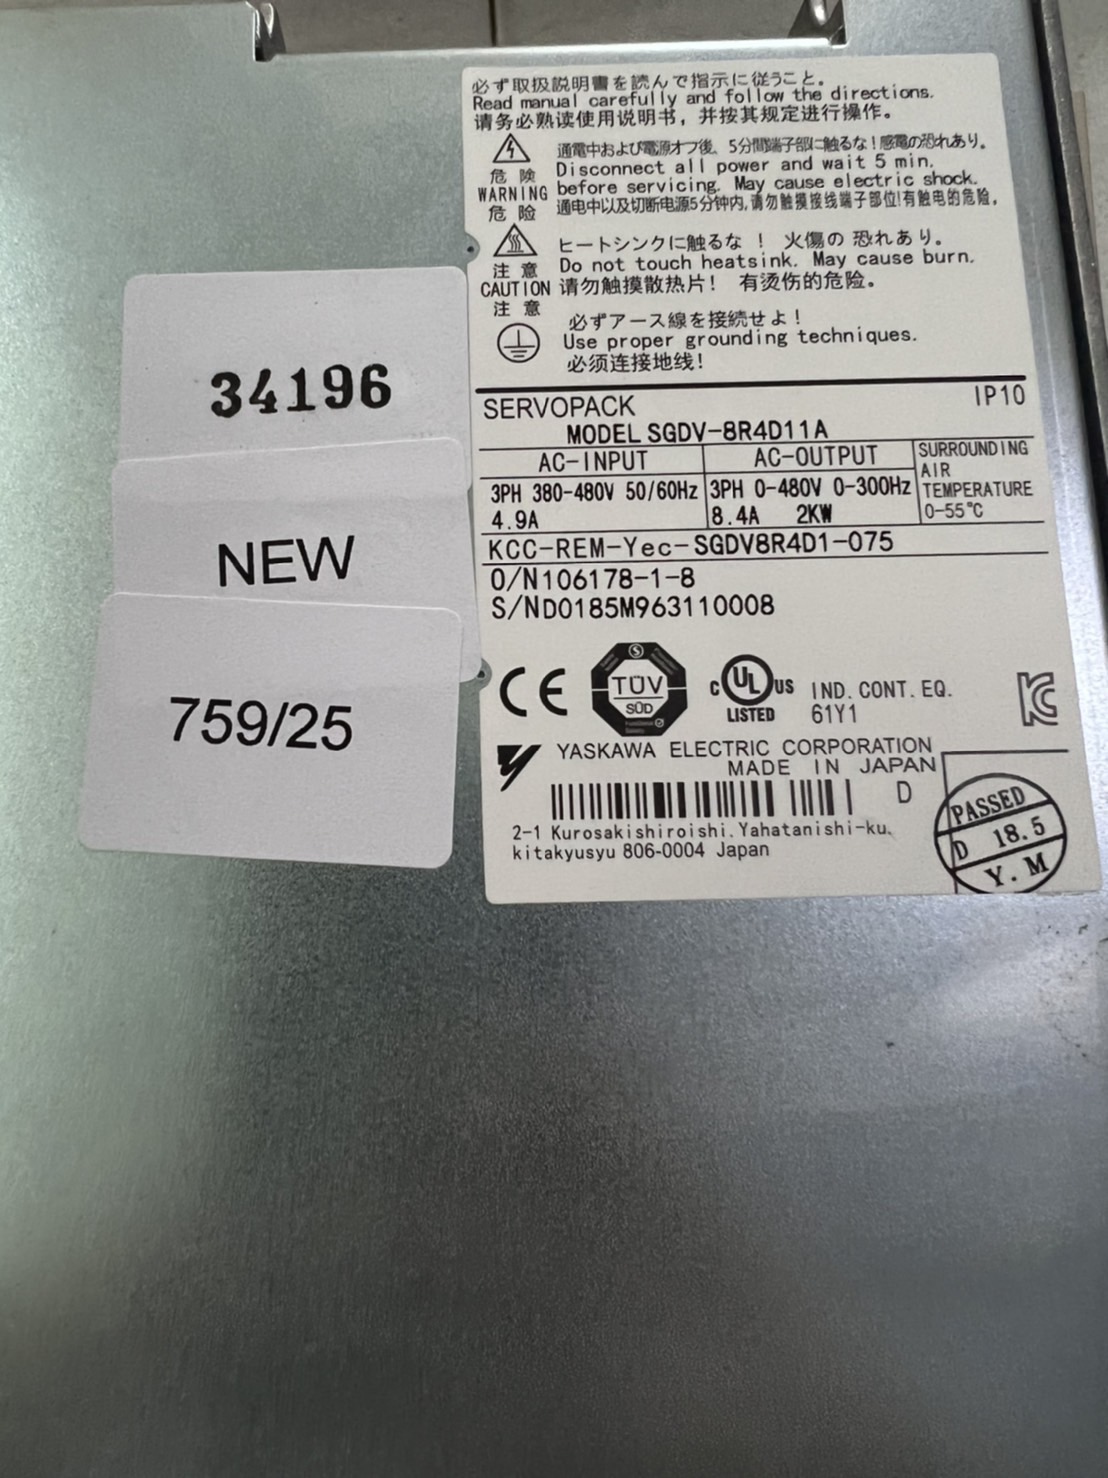 必ず取扱説明書を読んで指示に従うこと。
Read manual carefully and follow the directions.
请务必熟读使用说明书，并按其规定进行操作。
危 険
WARNING
危 险
通電中および電源オフ後、5分間端子部に触るな！感電の恐れあり。
Disconnect all power and wait 5 min.
before servicing. May cause electric shock.
通电中以及切断电源5分钟内，请勿触摸接线端子部位！有触电的危险。
注 意
CAUTION
注 意
ヒートシンクに触るな ！ 火傷の 恐れあり。
Do not touch heatsink. May cause burn.
请勿触摸散热片！ 有烫伤的危险。
必ずアース線を接続せよ！
Use proper grounding techniques.
必须连接地线！
SERVOPACK
IP10
MODEL SGDV-8R4D11A
AC-INPUT
3PH 380-480V 50/60Hz
4.9A
AC-OUTPUT
3PH 0-480V 0-300Hz
8.4A 2KW
SURROUNDING
AIR
TEMPERATURE
0-55℃
KCC-REM-Yec-SGDV8R4D1-075
O/N106178-1-8
S/ND0185M963110008
CE
TÜV
SÜD
c UL US
LISTED
IND. CONT. EQ.
61Y1
YASKAWA ELECTRIC CORPORATION
MADE IN JAPAN
D
2-1 Kurosakishiroishi. Yahatanishi-ku.
kitakyusyu 806-0004 Japan
PASSED
D 18.5
Y.M
34196
NEW
759/25